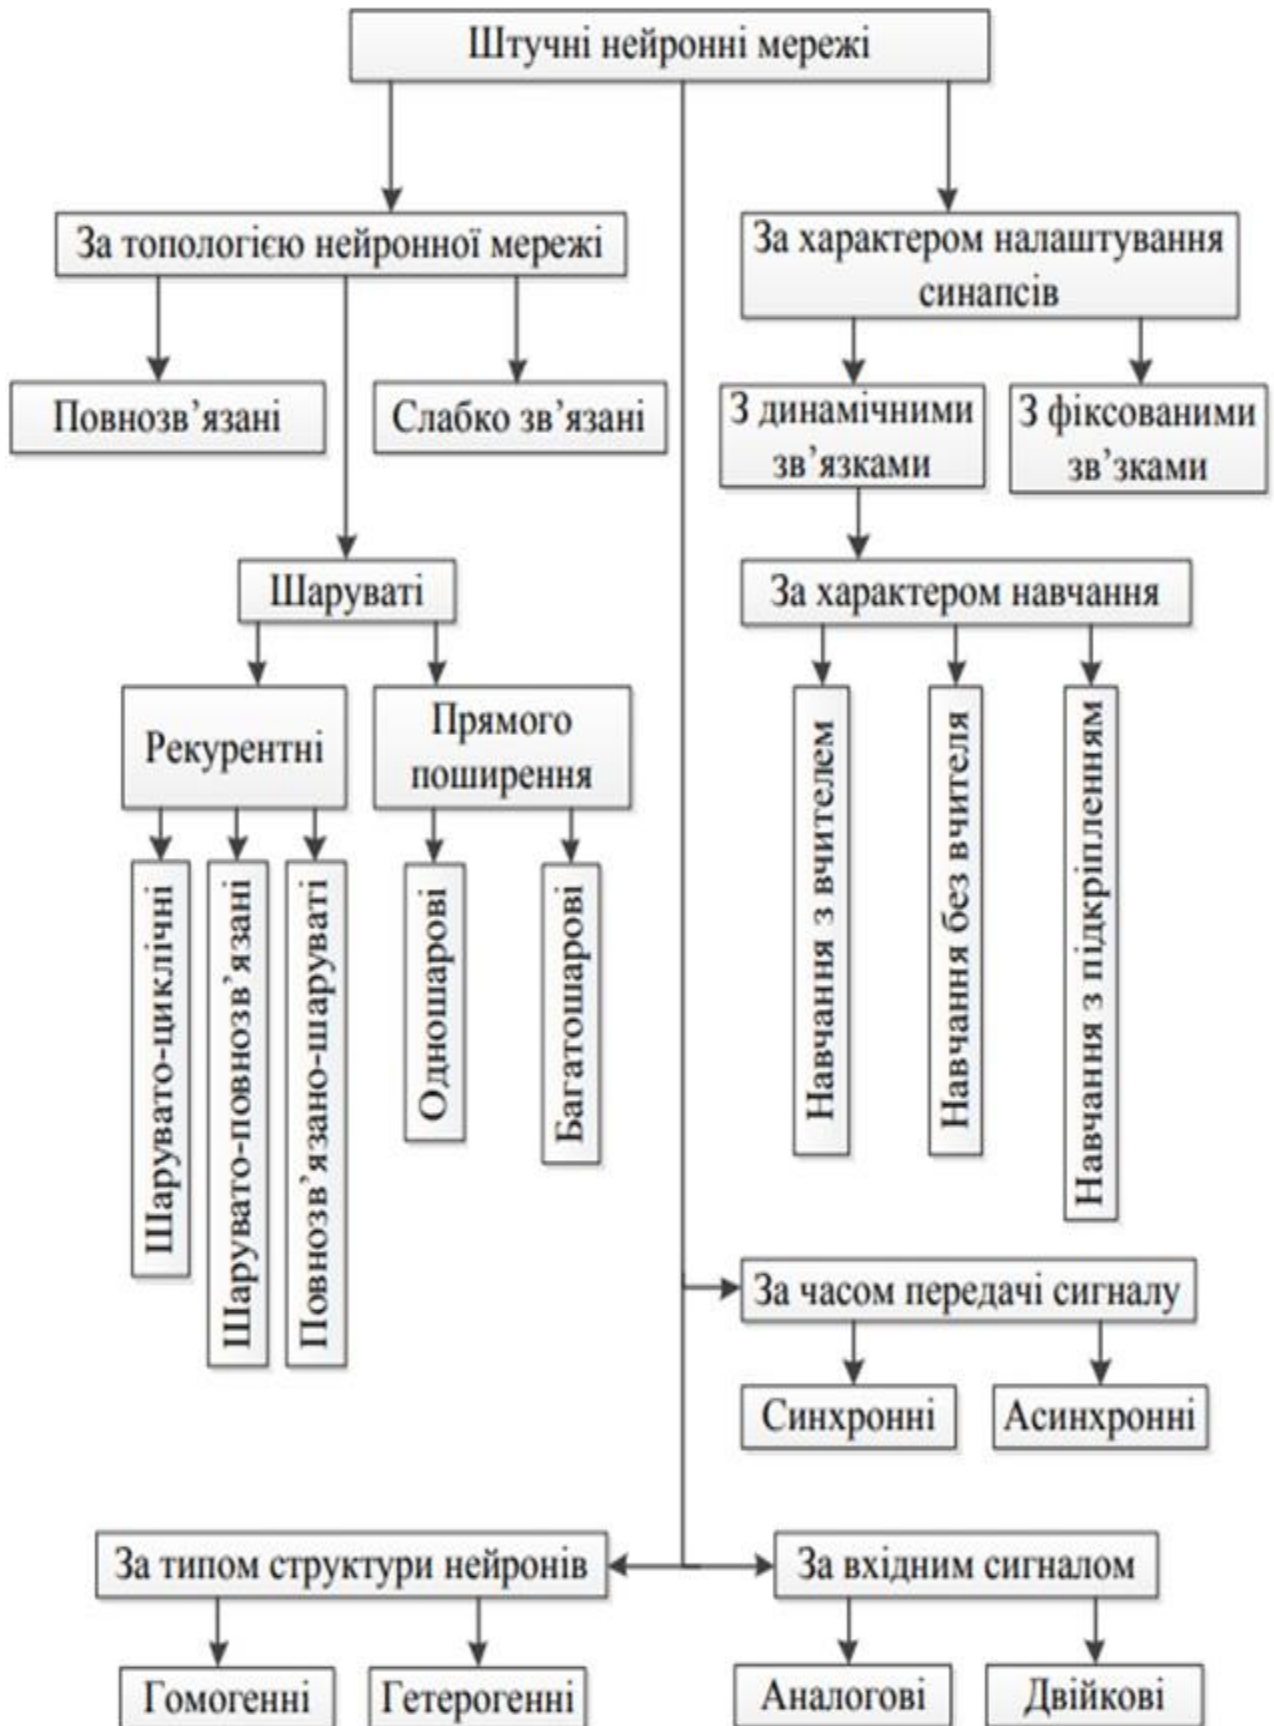 Штучні нейронні мережі
За топологією нейронної мережі
За характером налаштування
синапсів
Повнозв’язані
Слабко зв’язані
З динамічними
зв’язками
З фіксованими
зв’зками
Шаруваті
За характером навчання
Рекурентні
Прямого
поширення
Навчання з вчителем
Навчання без вчителя
Навчання з підкріпленням
Шарувато-циклічні
Шарувато-повнозв’язані
Повнозв’язано-шаруваті
Одношарові
Багатошарові
За часом передачі сигналу
Синхронні
Асинхронні
За типом структури нейронів
За вхідним сигналом
Гомогенні
Гетерогенні
Аналогові
Двійкові